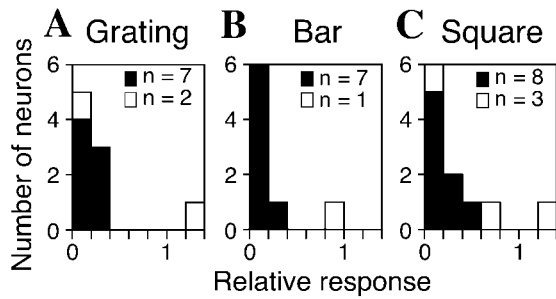 A Grating
B Bar
C Square
Number of neurons
6
4
2
0
n = 7
n = 2
0
1
6
4
2
0
n = 7
n = 1
0
1
6
4
2
0
n = 8
n = 3
0
1
Relative response